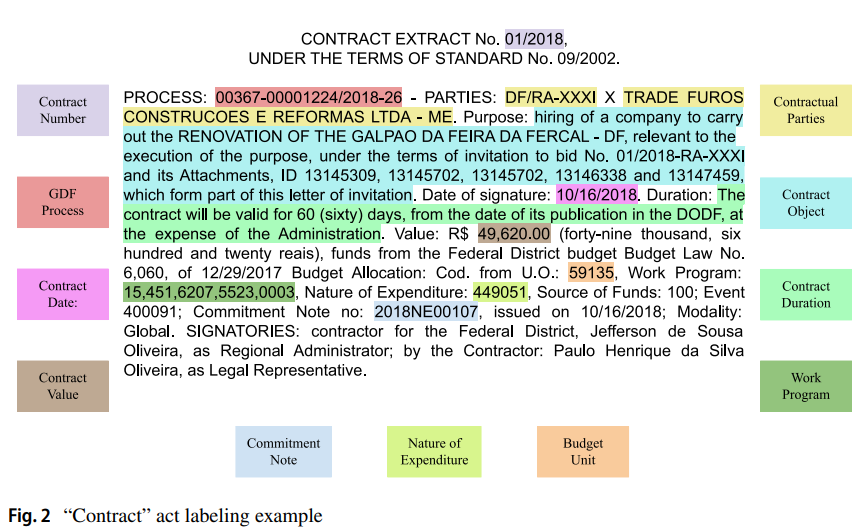 CONTRACT EXTRACT No. 01/2018,
UNDER THE TERMS OF STANDARD No. 09/2002.
Contract
Number
GDF
Process
Contract
Date:
Contract
Value
PROCESS: 00367-00001224/2018-26 - PARTIES: DF/RA-XXXI X TRADE FUROS
CONSTRUCOES E REFORMAS LTDA - ME. Purpose: hiring of a company to carry
out the RENOVATION OF THE GALPAO DA FEIRA DA FERCAL - DF, relevant to the
execution of the purpose, under the terms of invitation to bid No. 01/2018-RA-XXXI
and its Attachments, ID 13145309, 13145702, 13145702, 13146338 and 13147459,
which form part of this letter of invitation. Date of signature: 10/16/2018. Duration: The
contract will be valid for 60 (sixty) days, from the date of its publication in the DODF, at
the expense of the Administration. Value: R$ 49,620.00 (forty-nine thousand, six
hundred and twenty reais), funds from the Federal District budget Budget Law No.
6,060, of 12/29/2017 Budget Allocation: Cod. from U.O.: 59135, Work Program:
15,451,6207,5523,0003, Nature of Expenditure: 449051, Source of Funds: 100; Event
400091; Commitment Note no: 2018NE00107, issued on 10/16/2018; Modality:
Global. SIGNATORIES: contractor for the Federal District, Jefferson de Sousa
Oliveira, as Regional Administrator; by the Contractor: Paulo Henrique da Silva
Oliveira, as Legal Representative.
Contractual
Parties
Contract
Object
Contract
Duration
Work
Program
Commitment
Note
Nature of
Expenditure
Budget
Unit
Fig. 2 “Contract” act labeling example